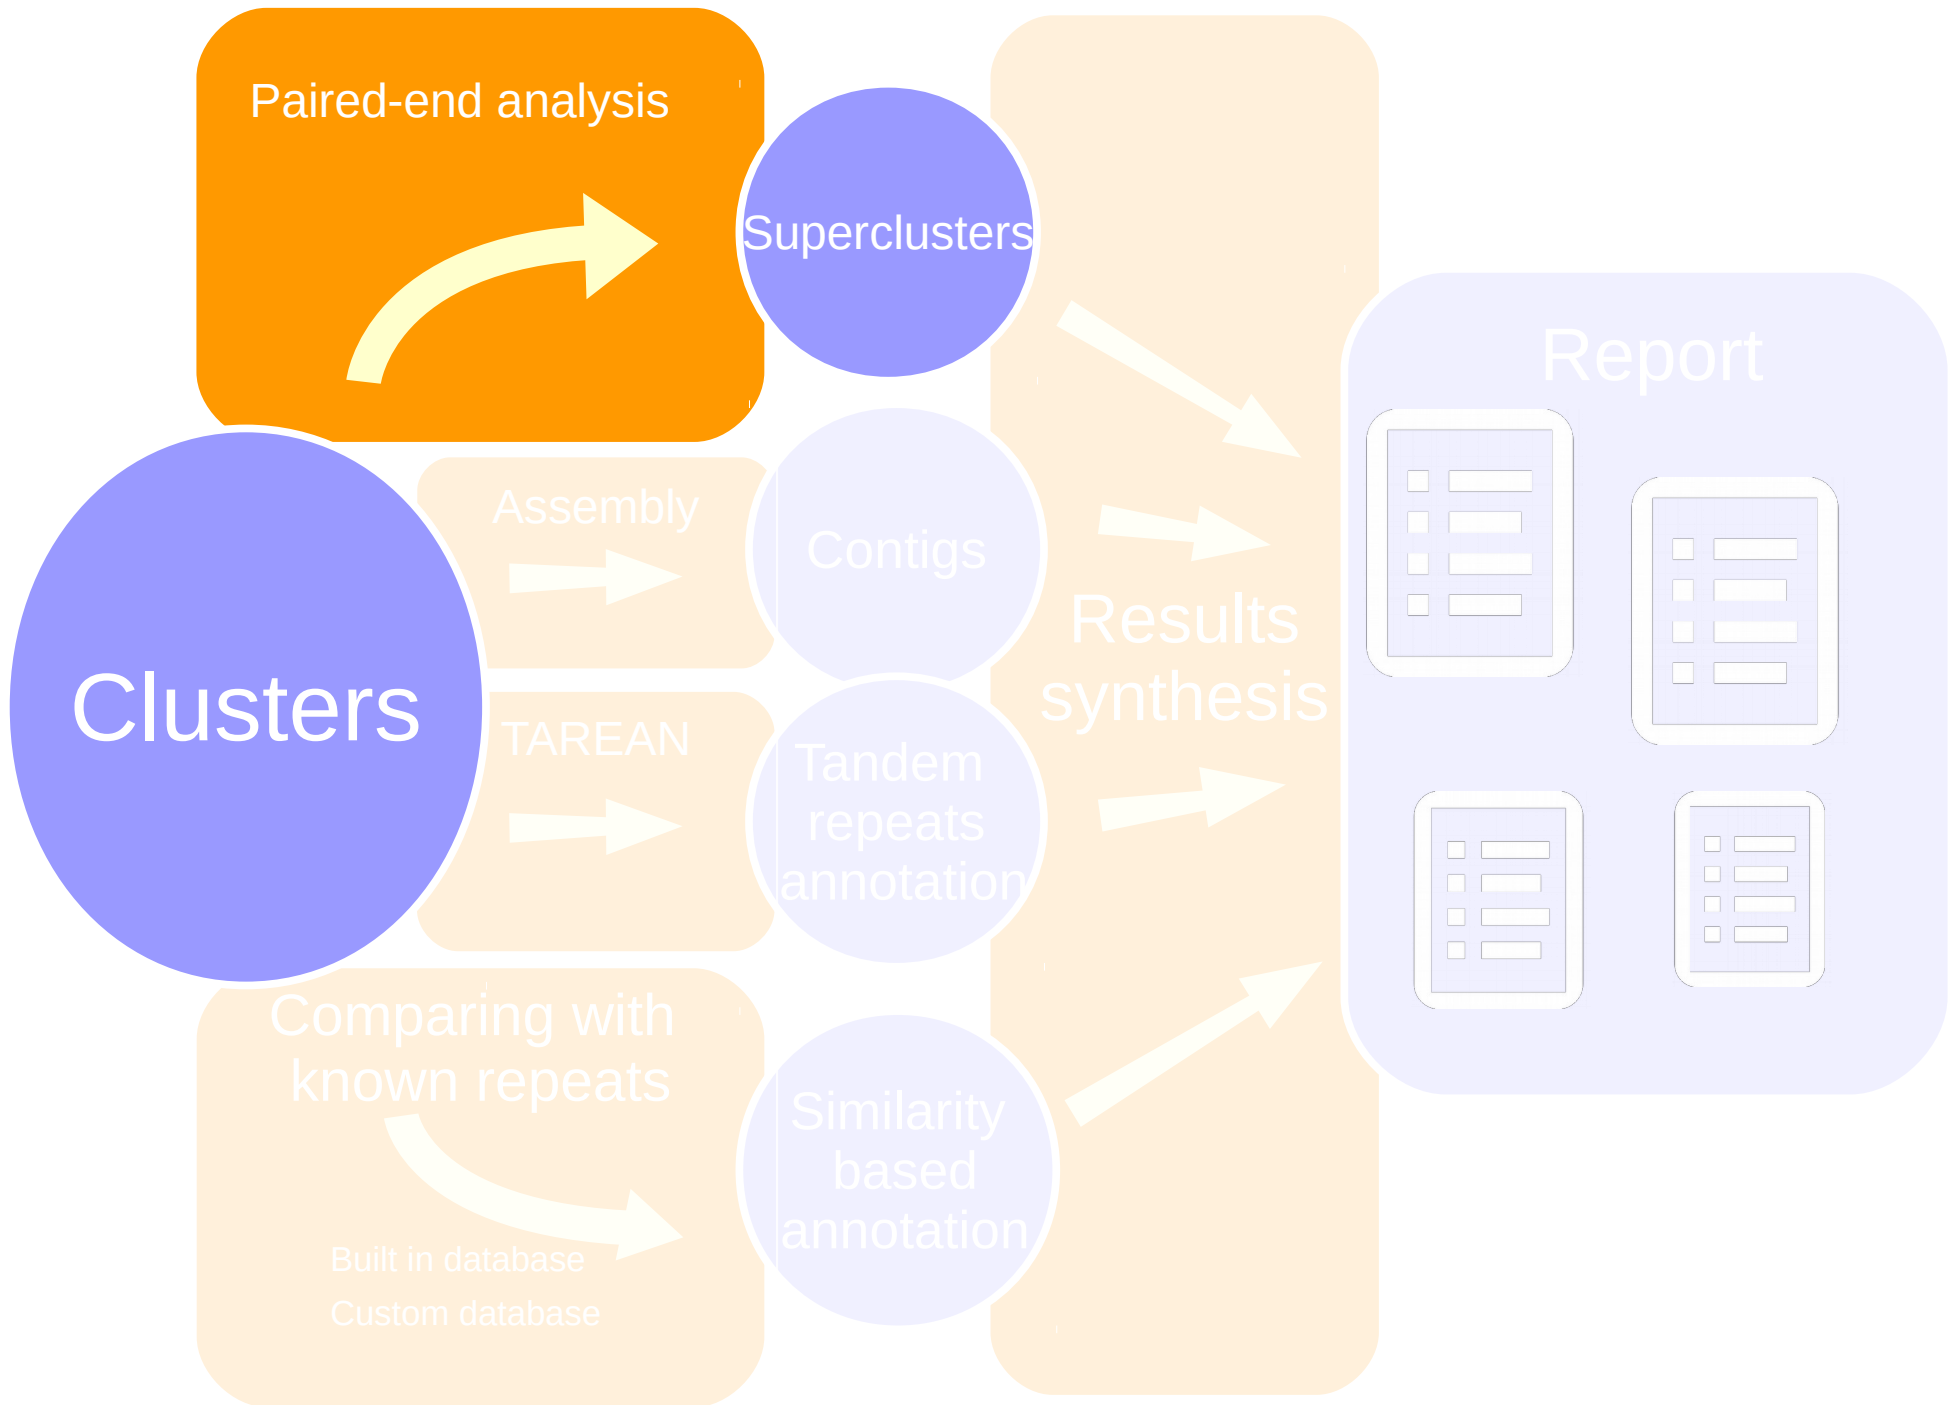 Paired-end analysis
Superclusters
Report
Assembly
Contigs
Results
synthesis
Clusters
TAREAN
Tandem
repeats
annotation
Comparing with
known repeats
Similarity
based
annotation
Built in database
Custom database